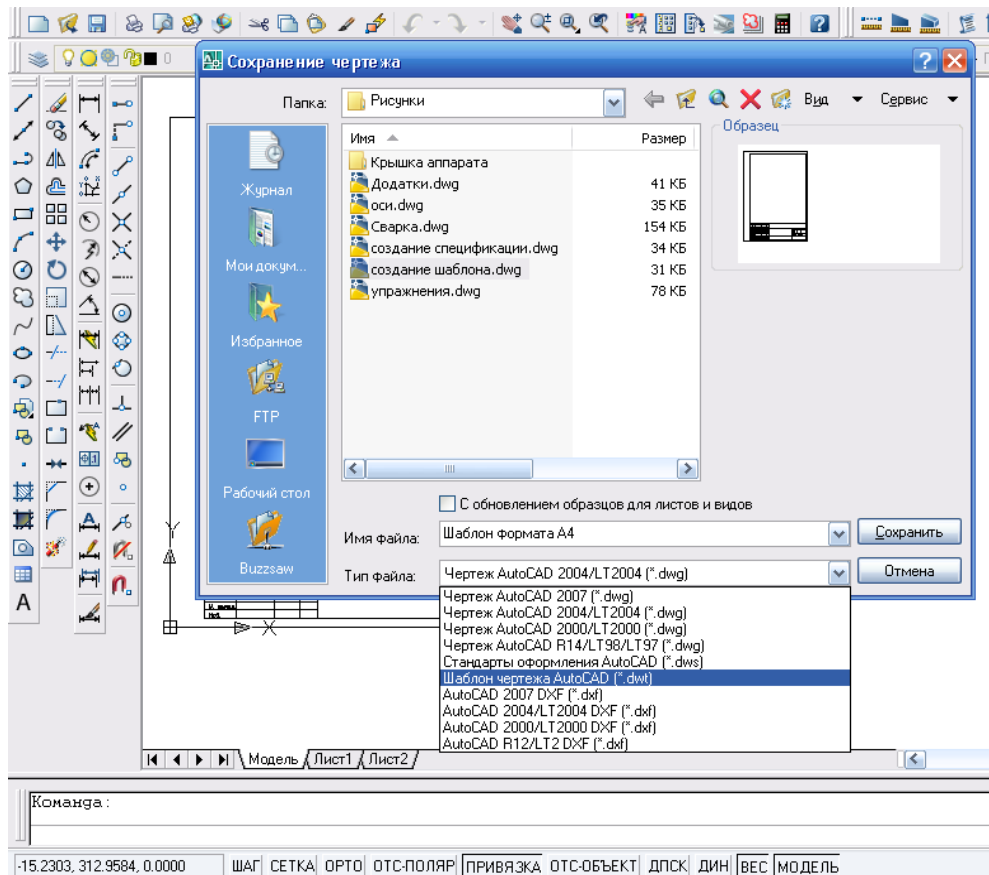 0
Сохранение чертежа
Папка:
Рисунки
Вид
Сервис
Журнал
Мои докум...
Избранное
FTP
Рабочий стол
Buzzsaw
Имя
Размер
Крышка аппарата
Додатки.dwg 41 КБ
оси.dwg 35 КБ
Сварка.dwg 154 КБ
создание спецификации.dwg 34 КБ
создание шаблона.dwg 31 КБ
упражнения.dwg 78 КБ
Образец
С обновлением образцов для листов и видов
Имя файла: Шаблон формата А4 Сохранить
Тип файла: Чертеж AutoCAD 2004/LT2004 (*.dwg) Отмена
Чертеж AutoCAD 2007 (*.dwg)
Чертеж AutoCAD 2004/LT2004 (*.dwg)
Чертеж AutoCAD 2000/LT2000 (*.dwg)
Чертеж AutoCAD R14/LT98/LT97 (*.dwg)
Стандарты оформления AutoCAD (*.dws)
Шаблон чертежа AutoCAD (*.dwt)
AutoCAD 2007 DXF (*.dxf)
AutoCAD 2004/LT2004 DXF (*.dxf)
AutoCAD 2000/LT2000 DXF (*.dxf)
AutoCAD R12/LT2 DXF (*.dxf)
A
Y
X
Модель Лист1 Лист2
Команда:
-15.2303, 312.9584, 0.0000 ШАГ СЕТКА ОРТО ОТС-ПОЛЯР ПРИВЯЗКА ОТС-ОБЪЕКТ ДПСК ДИН ВЕС МОДЕЛЬ